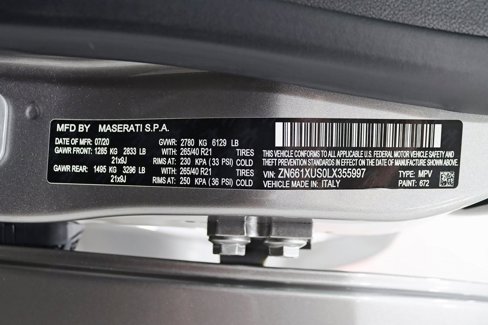 MFD BY MASERATI S.P.A.
DATE OF MFR: 07/20 GVWR: 2780 KG 6129 LB
GAWR FRONT: 1285 KG 2833 LB WITH: 265/40 R21 TIRES
21x9J RIMS AT: 230 KPA (33 PSI) COLD
GAWR REAR: 1495 KG 3296 LB WITH: 265/40 R21 TIRES
21x9J RIMS AT: 250 KPA (36 PSI) COLD
THIS VEHICLE CONFORMS TO ALL APPLICABLE FEDERAL MOTOR VEHICLE SAFETY AND
THEFT PREVENTION STANDARDS IN EFFECT ON THE DATE OF MANUFACTURE SHOWN ABOVE
VIN: ZN661XUS0LX355997 TYPE: MPV
MADE IN: ITALY PAINT: 672